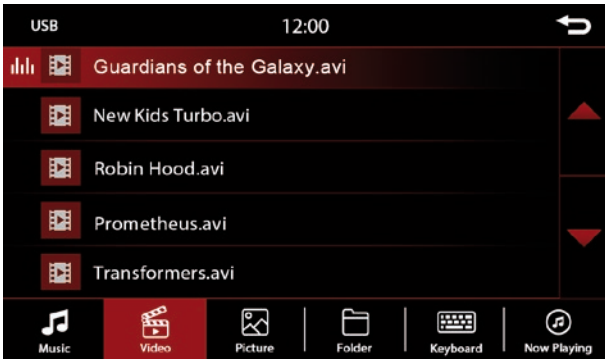 USB 12:00
Guardians of the Galaxy.avi
New Kids Turbo.avi
Robin Hood.avi
Prometheus.avi
Transformers.avi
Music Video Picture Folder Keyboard Now Playing